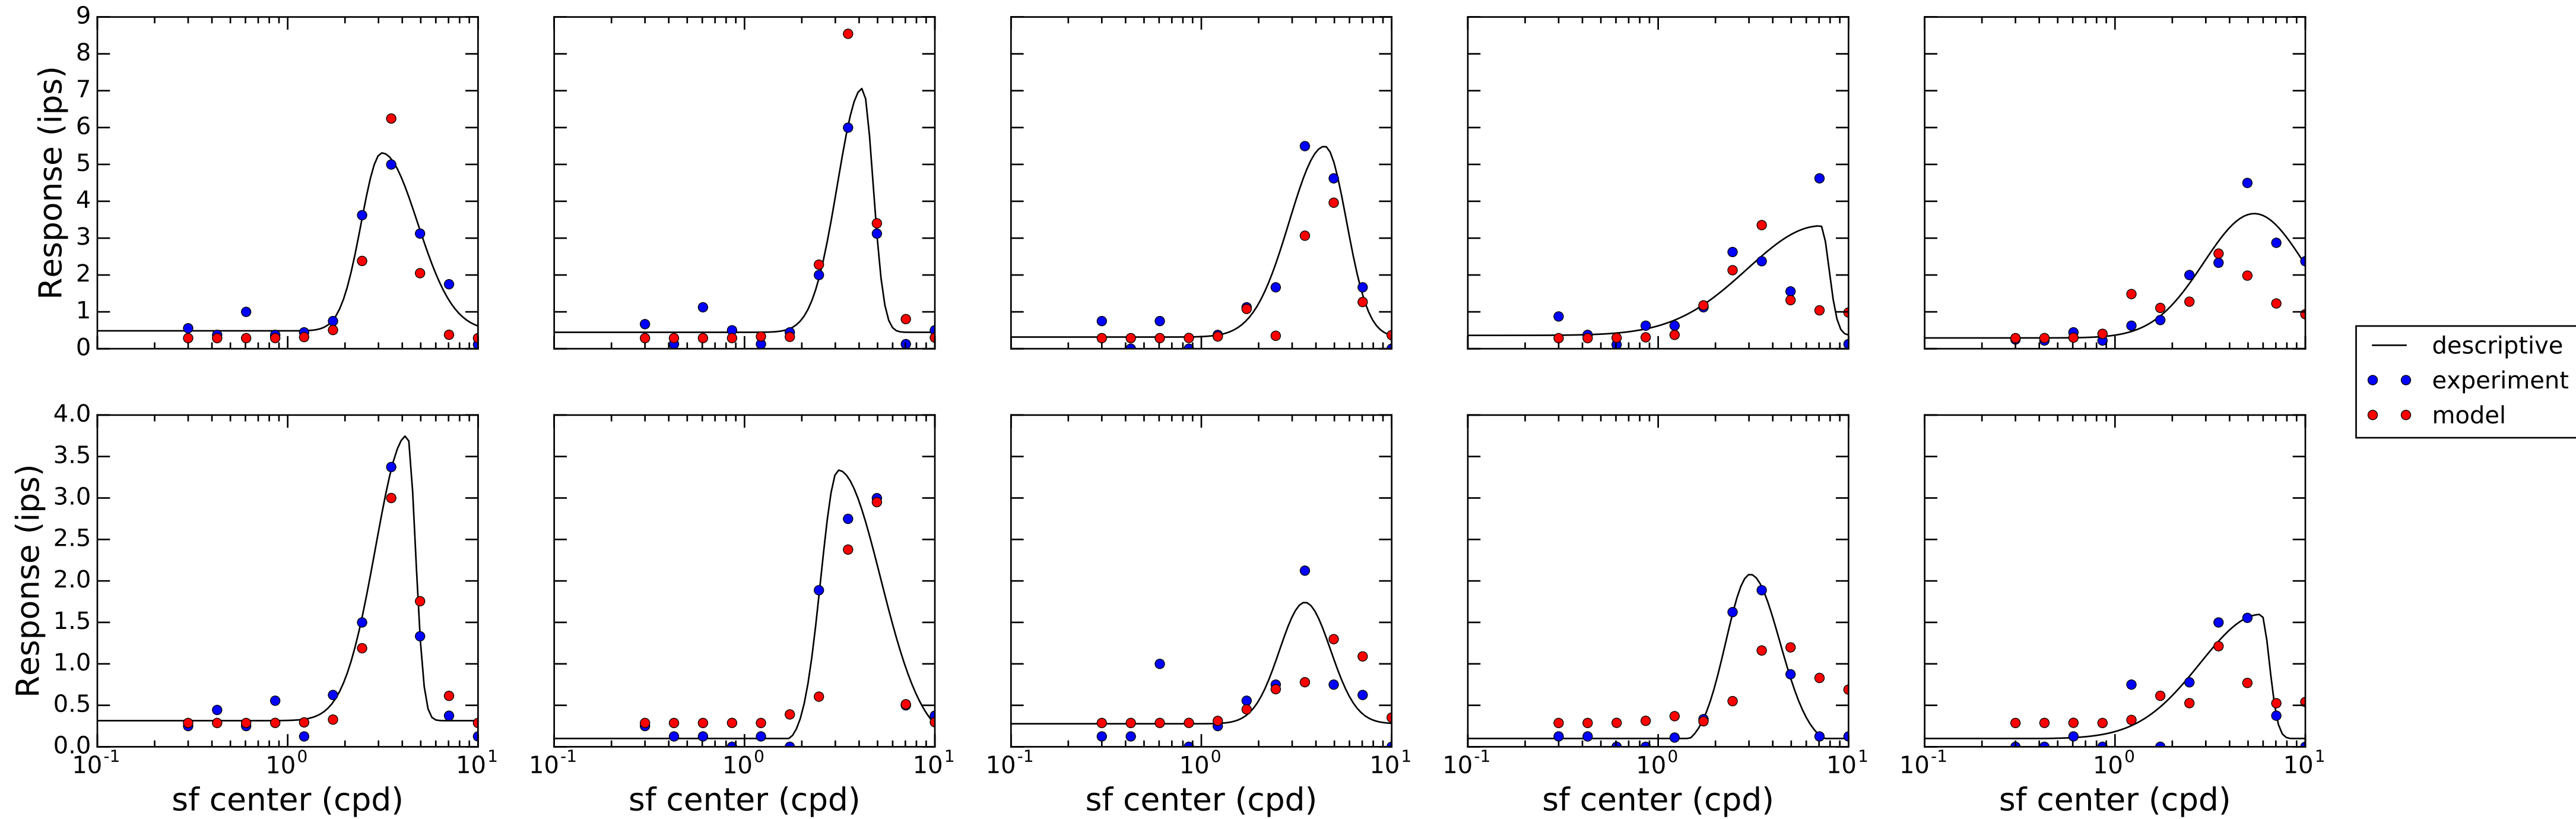 9
8
7
6
5
4
3
2
1
0
Response (ips)
descriptive
experiment
model
4.0
3.5
3.0
2.5
2.0
1.5
1.0
0.5
0.0
Response (ips)
10⁻¹ 10⁰ 10¹ 10⁻¹ 10⁰ 10¹ 10⁻¹ 10⁰ 10¹ 10⁻¹ 10⁰ 10¹ 10⁻¹ 10⁰ 10¹
sf center (cpd) sf center (cpd) sf center (cpd) sf center (cpd) sf center (cpd)